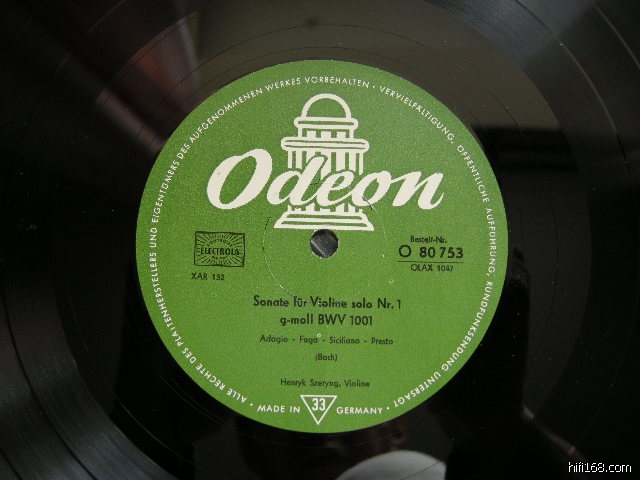 ALLE RECHTE DES PLATTENHERSTELLERS UND EIGENTÜMERS DES AUFGENOMMENEN WERKES VORBEHALTEN · VERVIELFÄLTIGUNG, ÖFFENTLICHE AUFFÜHRUNG, RUNDFUNKSENDUNG UNTERSAGT
Odeon
ELECTROLA
XAR 132
Bestell-Nr.
O 80 753
OLAX 1047
Sonate für Violine solo Nr. 1
g-moll BWV 1001
Adagio - Fuga - Siciliano - Presto
(Bach)
Henryk Szeryng, Violine
· MADE IN 33 GERMANY ·
hifi168.com